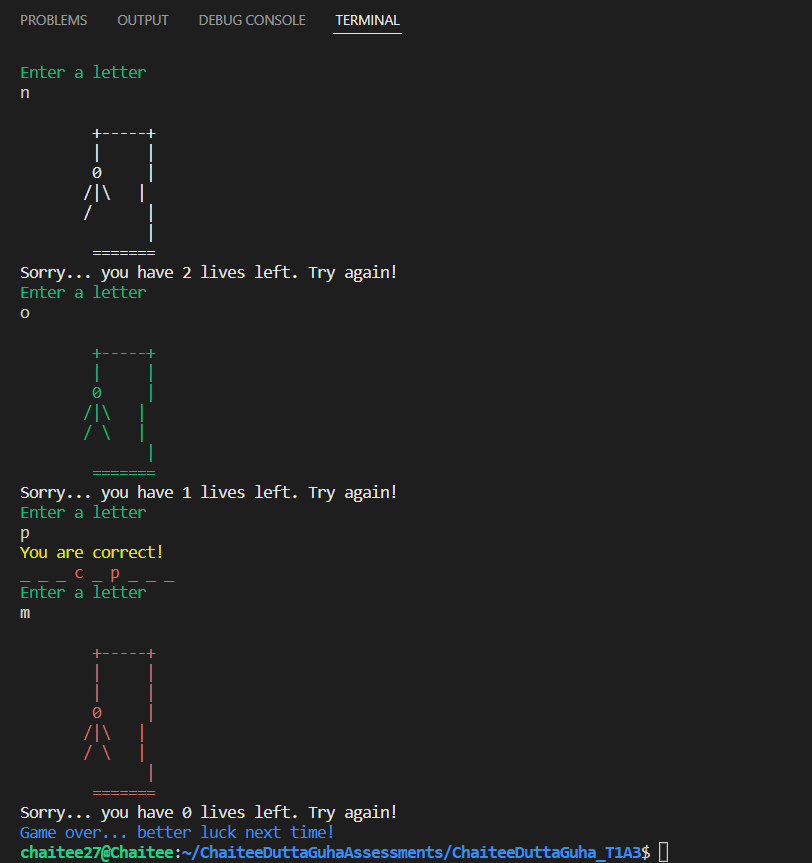 PROBLEMS OUTPUT DEBUG CONSOLE TERMINAL
Enter a letter
n
        +-----+
        |     |
        0     |
       /|\   |
       /      |
              |
        =======
Sorry... you have 2 lives left. Try again!
Enter a letter
o
        +-----+
        |     |
        0     |
       /|\   |
       / \   |
              |
        =======
Sorry... you have 1 lives left. Try again!
Enter a letter
p
You are correct!
_ _ _ c _ p _ _ _
Enter a letter
m
        +-----+
        |     |
        |     |
        0     |
       /|\   |
       / \   |
              |
        =======
Sorry... you have 0 lives left. Try again!
Game over... better luck next time!
chaitee27@Chaitee:~/ChaiteeDuttaGuhaAssessments/ChaiteeDuttaGuha_T1A3$